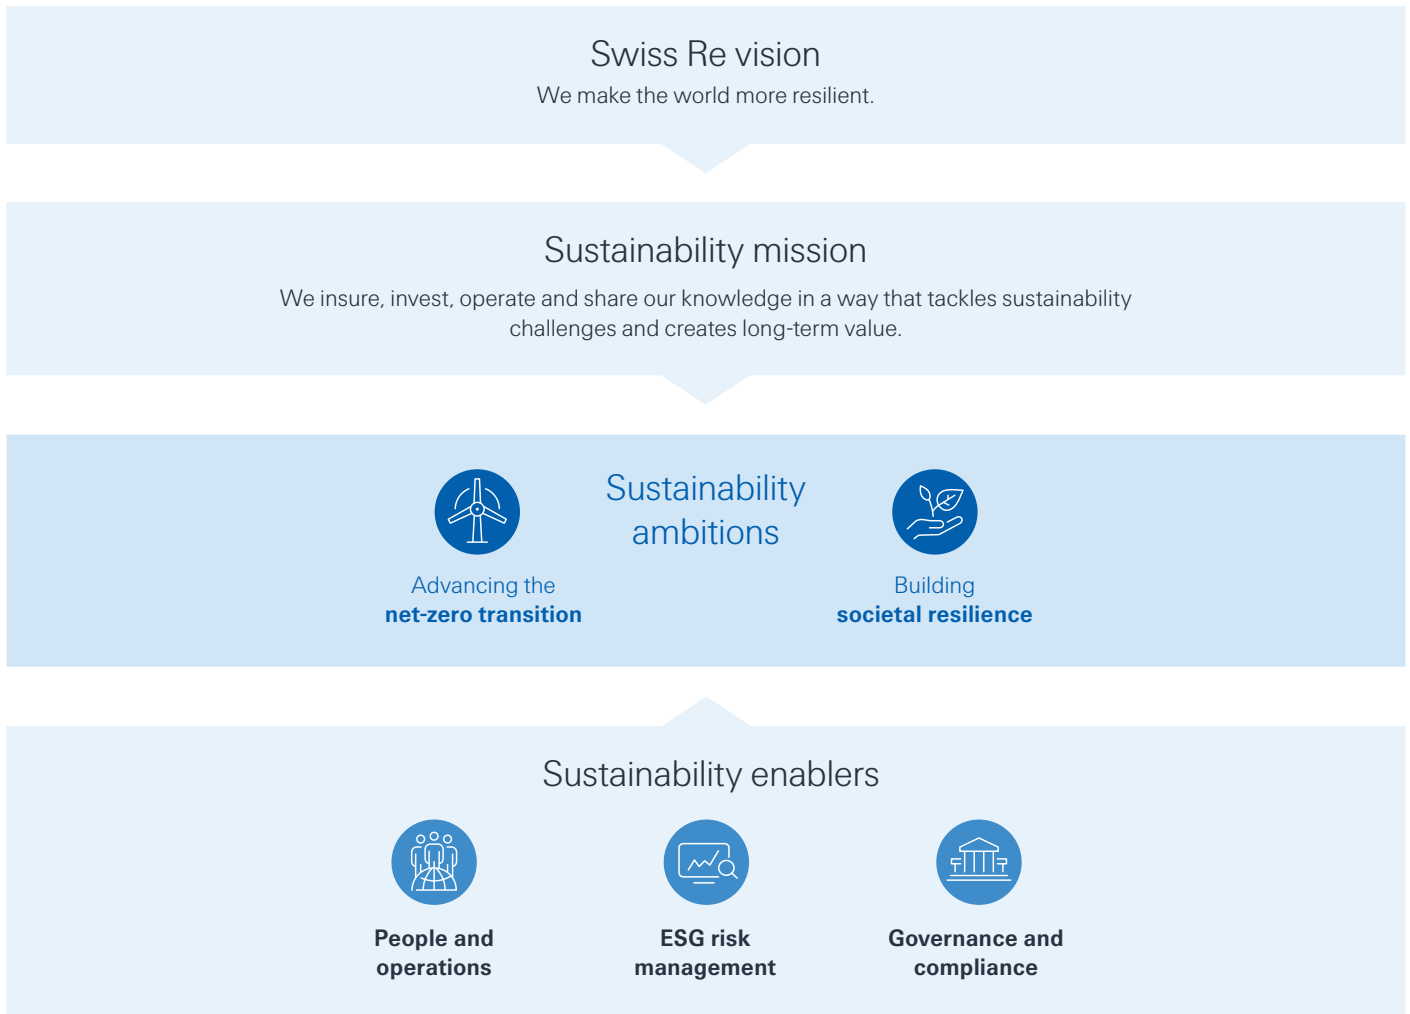 Swiss Re vision
We make the world more resilient.
Sustainability mission
We insure, invest, operate and share our knowledge in a way that tackles sustainability
challenges and creates long-term value.
Sustainability
ambitions
Advancing the
net-zero transition
Building
societal resilience
Sustainability enablers
People and
operations
ESG risk
management
Governance and
compliance